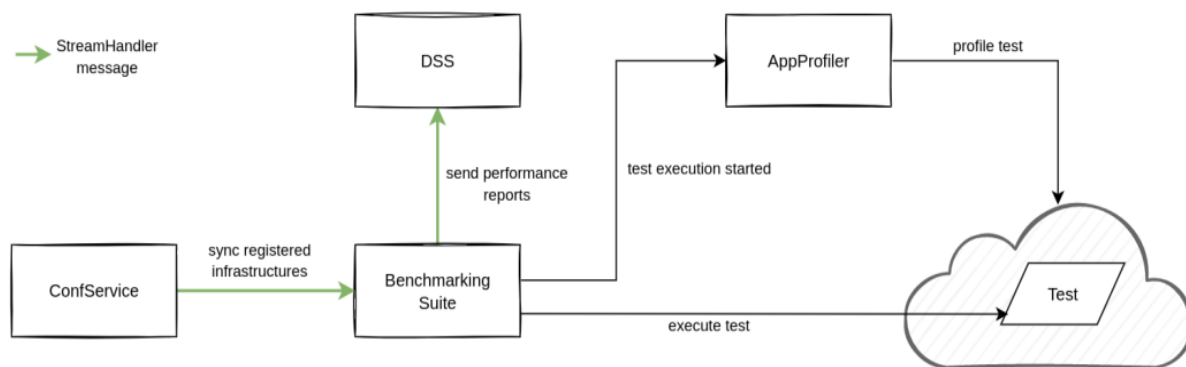 StreamHandler
message
DSS
AppProfiler
profile test
send performance
reports
test execution started
ConfService
sync registered
infrastructures
Benchmarking
Suite
execute test
Test